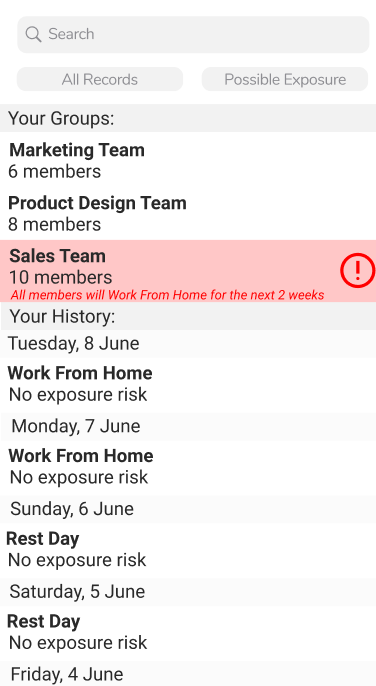 Search
All Records
Possible Exposure
Your Groups:
Marketing Team
6 members
Product Design Team
8 members
Sales Team
10 members
All members will Work From Home for the next 2 weeks
Your History:
Tuesday, 8 June
Work From Home
No exposure risk
Monday, 7 June
Work From Home
No exposure risk
Sunday, 6 June
Rest Day
No exposure risk
Saturday, 5 June
Rest Day
No exposure risk
Friday, 4 June